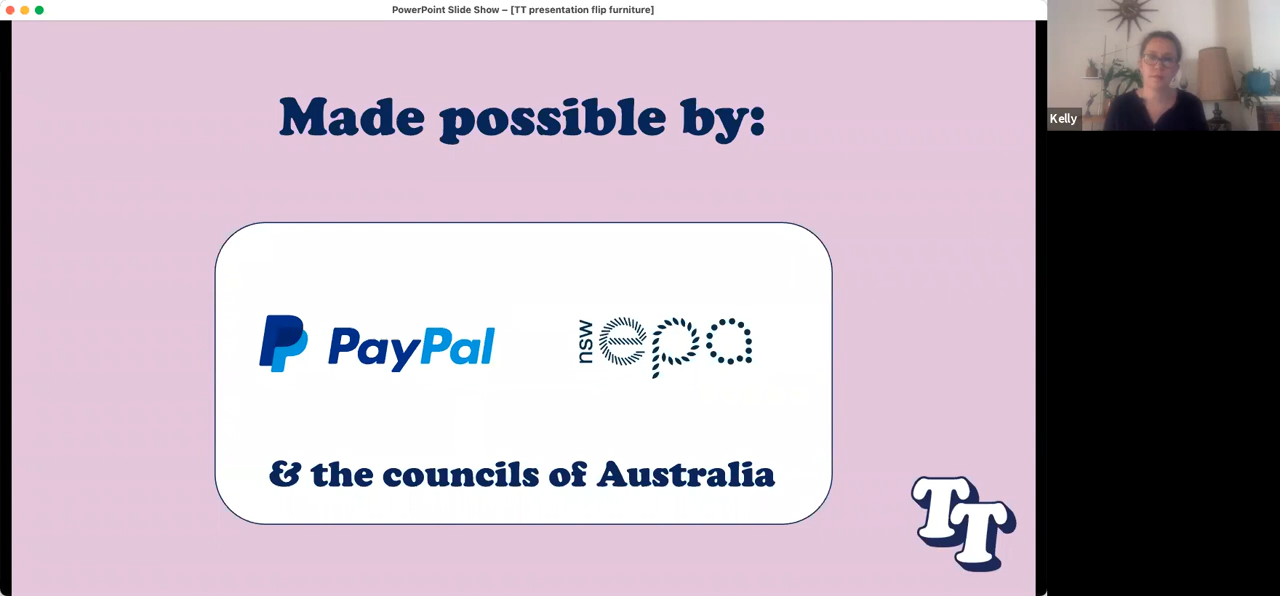 PowerPoint Slide Show – [TT presentation flip furniture]
Made possible by:
PayPal
nsw epa
& the councils of Australia
TT
Kelly